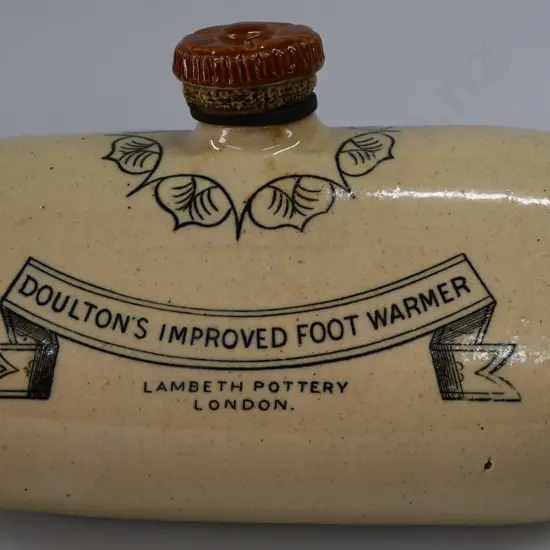 DOULTON'S IMPROVED FOOT WARMER
LAMBETH POTTERY
LONDON.